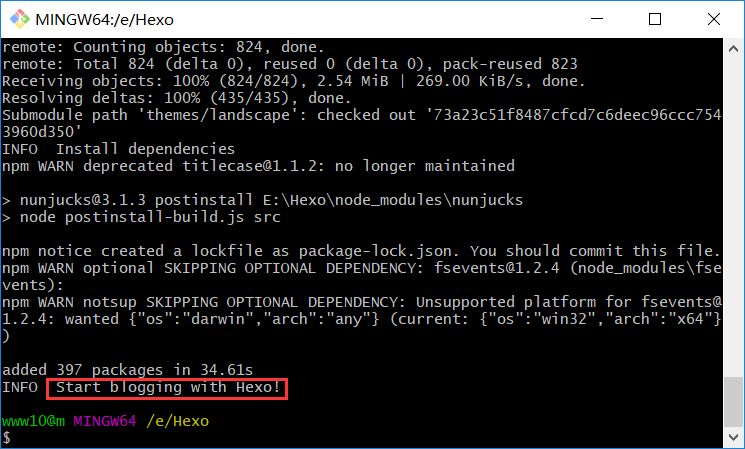 MINGW64:/e/Hexo
remote: Counting objects: 824, done.
remote: Total 824 (delta 0), reused 0 (delta 0), pack-reused 823
Receiving objects: 100% (824/824), 2.54 MiB | 269.00 KiB/s, done.
Resolving deltas: 100% (435/435), done.
Submodule path 'themes/landscape': checked out '73a23c51f8487cfcd7c6deec96ccc754
3960d350'
INFO  Install dependencies
npm WARN deprecated titlecase@1.1.2: no longer maintained
> nunjucks@3.1.3 postinstall E:\Hexo\node_modules\nunjucks
> node postinstall-build.js src
npm notice created a lockfile as package-lock.json. You should commit this file.
npm WARN optional SKIPPING OPTIONAL DEPENDENCY: fsevents@1.2.4 (node_modules\fse
vents):
npm WARN notsup SKIPPING OPTIONAL DEPENDENCY: Unsupported platform for fsevents@
1.2.4: wanted {"os":"darwin","arch":"any"} (current: {"os":"win32","arch":"x64"}
)
added 397 packages in 34.61s
INFO  Start blogging with Hexo!
www10@m MINGW64 /e/Hexo
$